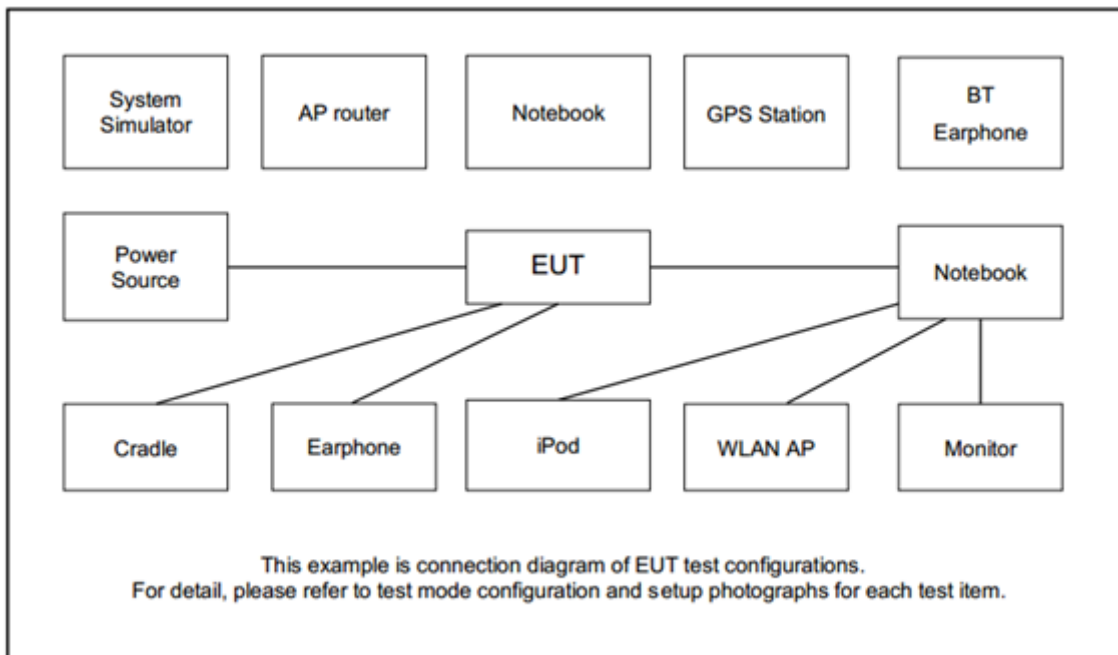 System
Simulator
AP router
Notebook
GPS Station
BT
Earphone
Power
Source
EUT
Notebook
Cradle
Earphone
iPod
WLAN AP
Monitor
This example is connection diagram of EUT test configurations.
For detail, please refer to test mode configuration and setup photographs for each test item.